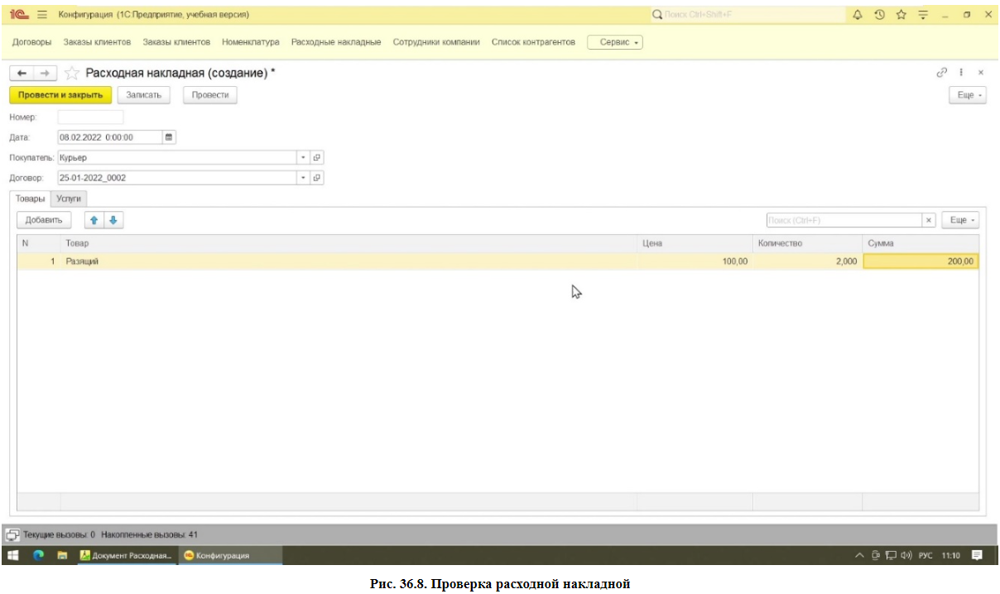 1С Конфигурация (1С:Предприятие, учебная версия) Поиск Ctrl+Shift+F
Договоры Заказы клиентов Заказы клиентов Номенклатура Расходные накладные Сотрудники компании Список контрагентов Сервис
Расходная накладная (создание) *
Провести и закрыть Записать Провести Еще
Номер:
Дата: 08.02.2022 0:00:00
Покупатель: Курьер
Договор: 25-01-2022_0002
Товары Услуги
Добавить Поиск (Ctrl+F) Еще
N Товар Цена Количество Сумма
1 Разящий 100,00 2,000 200,00
Текущие вызовы: 0 Накопленные вызовы: 41
Документ Расходная... Конфигурация РУС 11:10
Рис. 36.8. Проверка расходной накладной